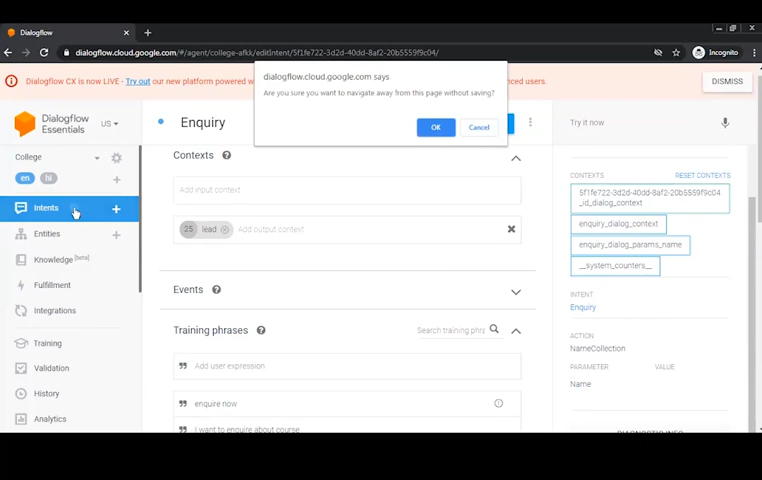 Dialogflow
dialogflow.cloud.google.com/#/agent/college-afkk/editIntent/5f1fe722-3d2d-40dd-8af2-20b5559f9c04/
Incognito
dialogflow.cloud.google.com says
Are you sure you want to navigate away from this page without saving?
OK
Cancel
Dialogflow CX is now LIVE - Try out our new platform powered w
nced users.
DISMISS
Dialogflow
Essentials
US
Enquiry
Try it now
College
en
hi
Intents
Entities
Knowledge [beta]
Fulfillment
Integrations
Training
Validation
History
Analytics
Contexts
Add input context
25 lead
Add output context
Events
Training phrases
Search training phra
Add user expression
enquire now
I want to enquire about course
CONTEXTS
RESET CONTEXTS
5f1fe722-3d2d-40dd-8af2-20b5559f9c04
_id_dialog_context
enquiry_dialog_context
enquiry_dialog_params_name
__system_counters__
INTENT
Enquiry
ACTION
NameCollection
PARAMETER
VALUE
Name
DIAGNOSTIC INFO